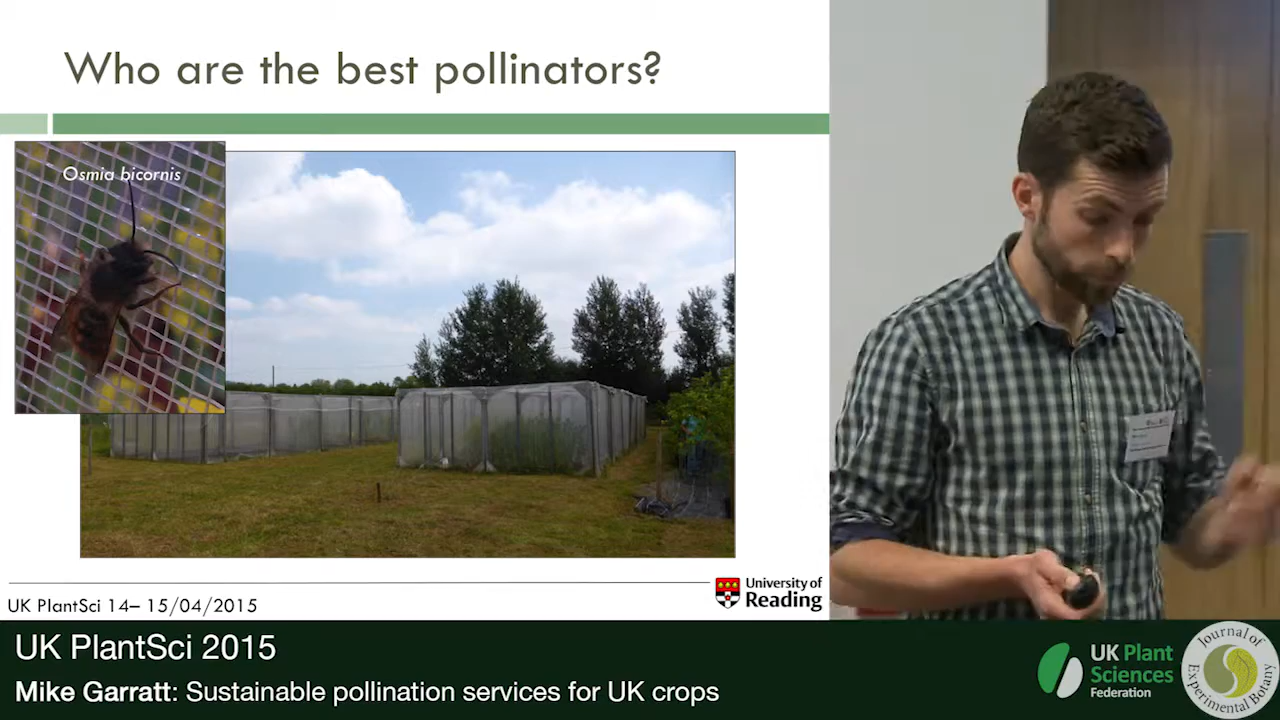 Who are the best pollinators?
Osmia bicornis
University of
Reading
UK PlantSci 14– 15/04/2015
UK PlantSci 2015
Mike Garratt: Sustainable pollination services for UK crops
UK Plant
Sciences
Federation
Journal of
Experimental Botany